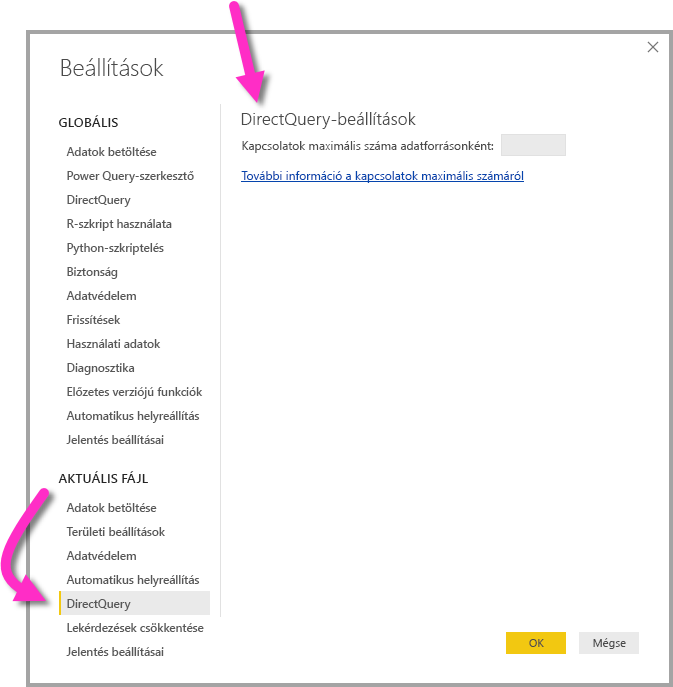 Beállítások
GLOBÁLIS
Adatok betöltése
Power Query-szerkesztő
DirectQuery
R-szkript használata
Python-szkriptelés
Biztonság
Adatvédelem
Frissítések
Használati adatok
Diagnosztika
Előzetes verziójú funkciók
Automatikus helyreállítás
Jelentés beállításai
AKTUÁLIS FÁJL
Adatok betöltése
Területi beállítások
Adatvédelem
Automatikus helyreállítás
DirectQuery
Lekérdezések csökkentése
Jelentés beállításai
DirectQuery-beállítások
Kapcsolatok maximális száma adatforrásonként:
További információ a kapcsolatok maximális számáról
OK
Mégse